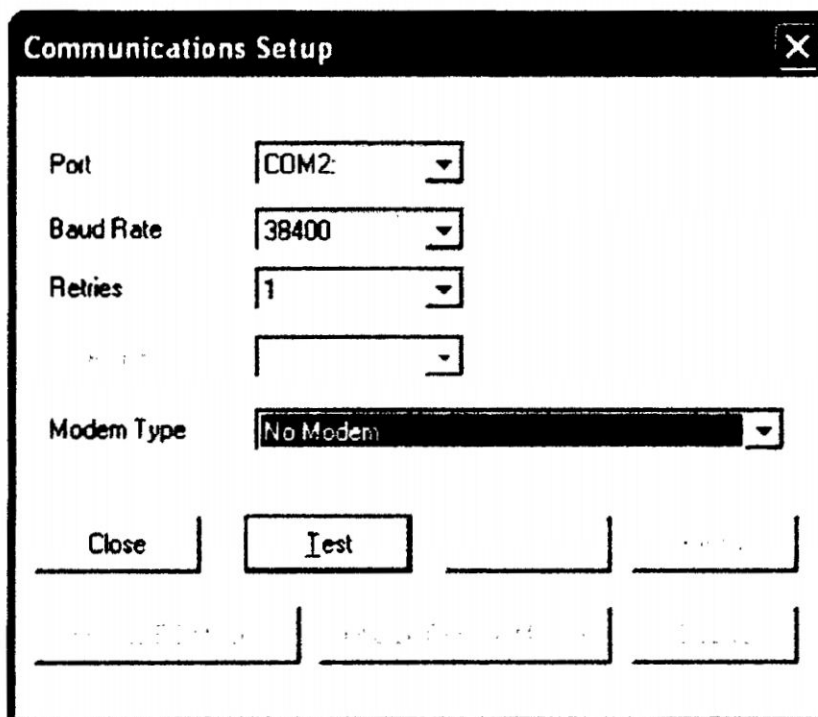 Communications Setup
Port COM2:
Baud Rate 38400
Retries 1
Modem Type No Modem
Close Test